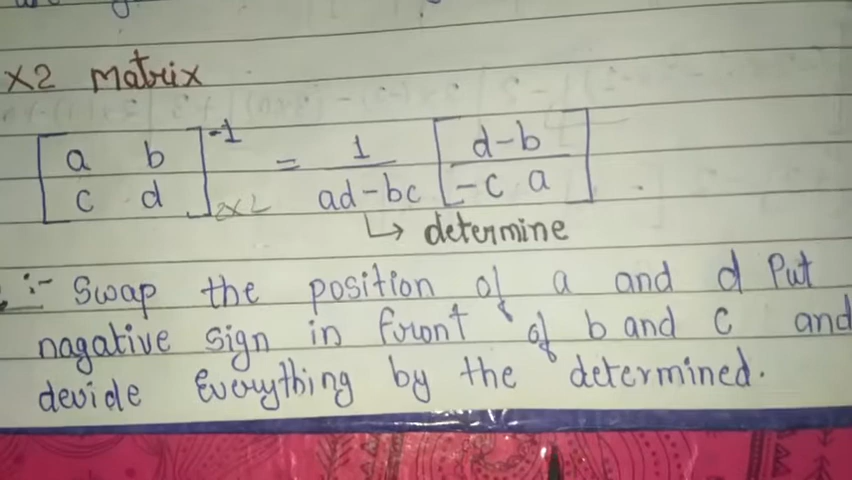 x2 Matrix
[a b c d]⁻¹ 2x2 = 1/ad-bc [d-b -c a]
↳ determine
:- Swap the position of a and d Put
nagative sign in front of b and c and
devide Everything by the determined.